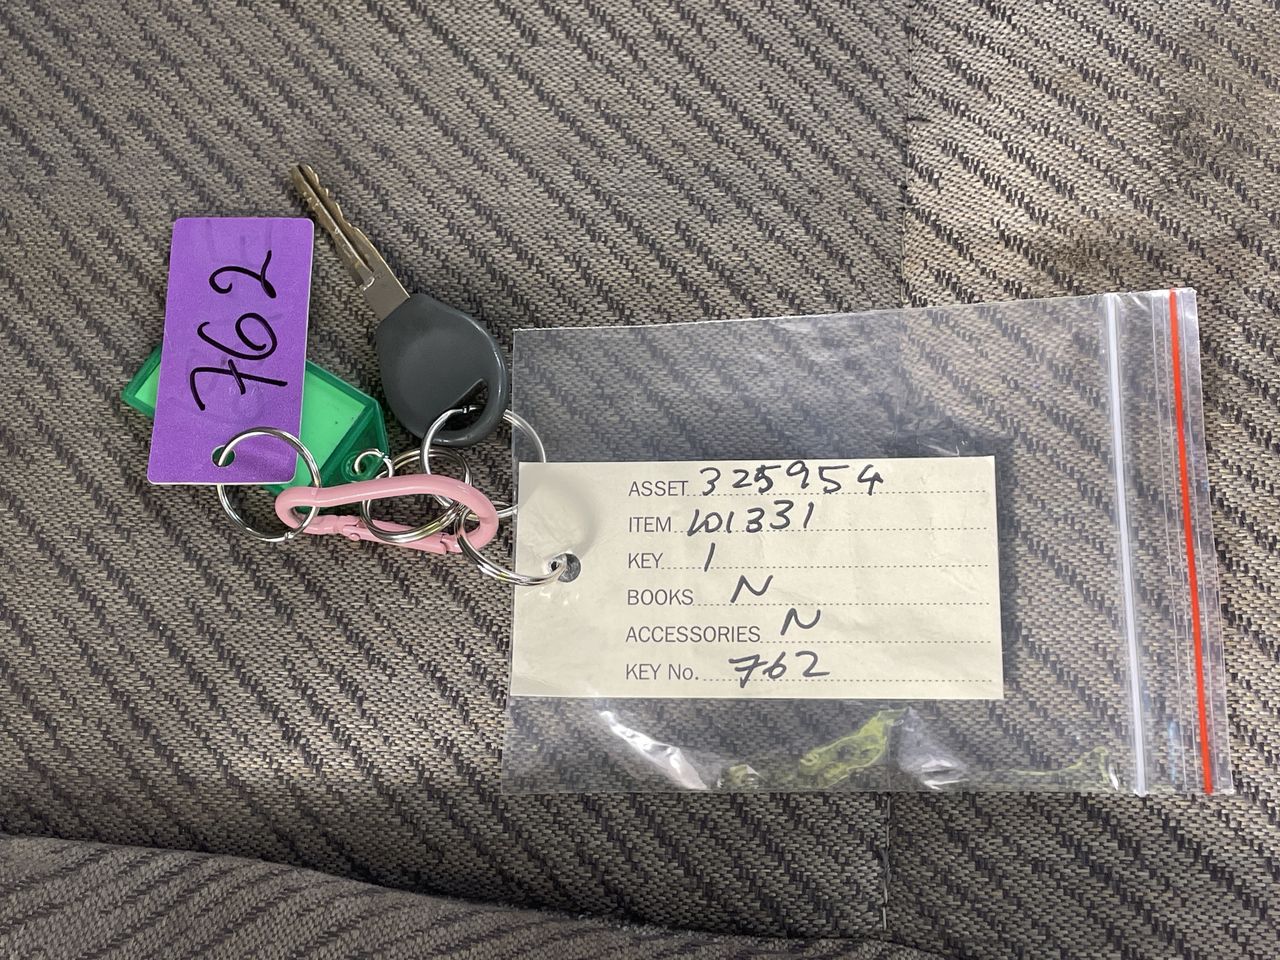 762
ASSET 325954
ITEM 101331
KEY 1
BOOKS N
ACCESSORIES N
KEY No. 762